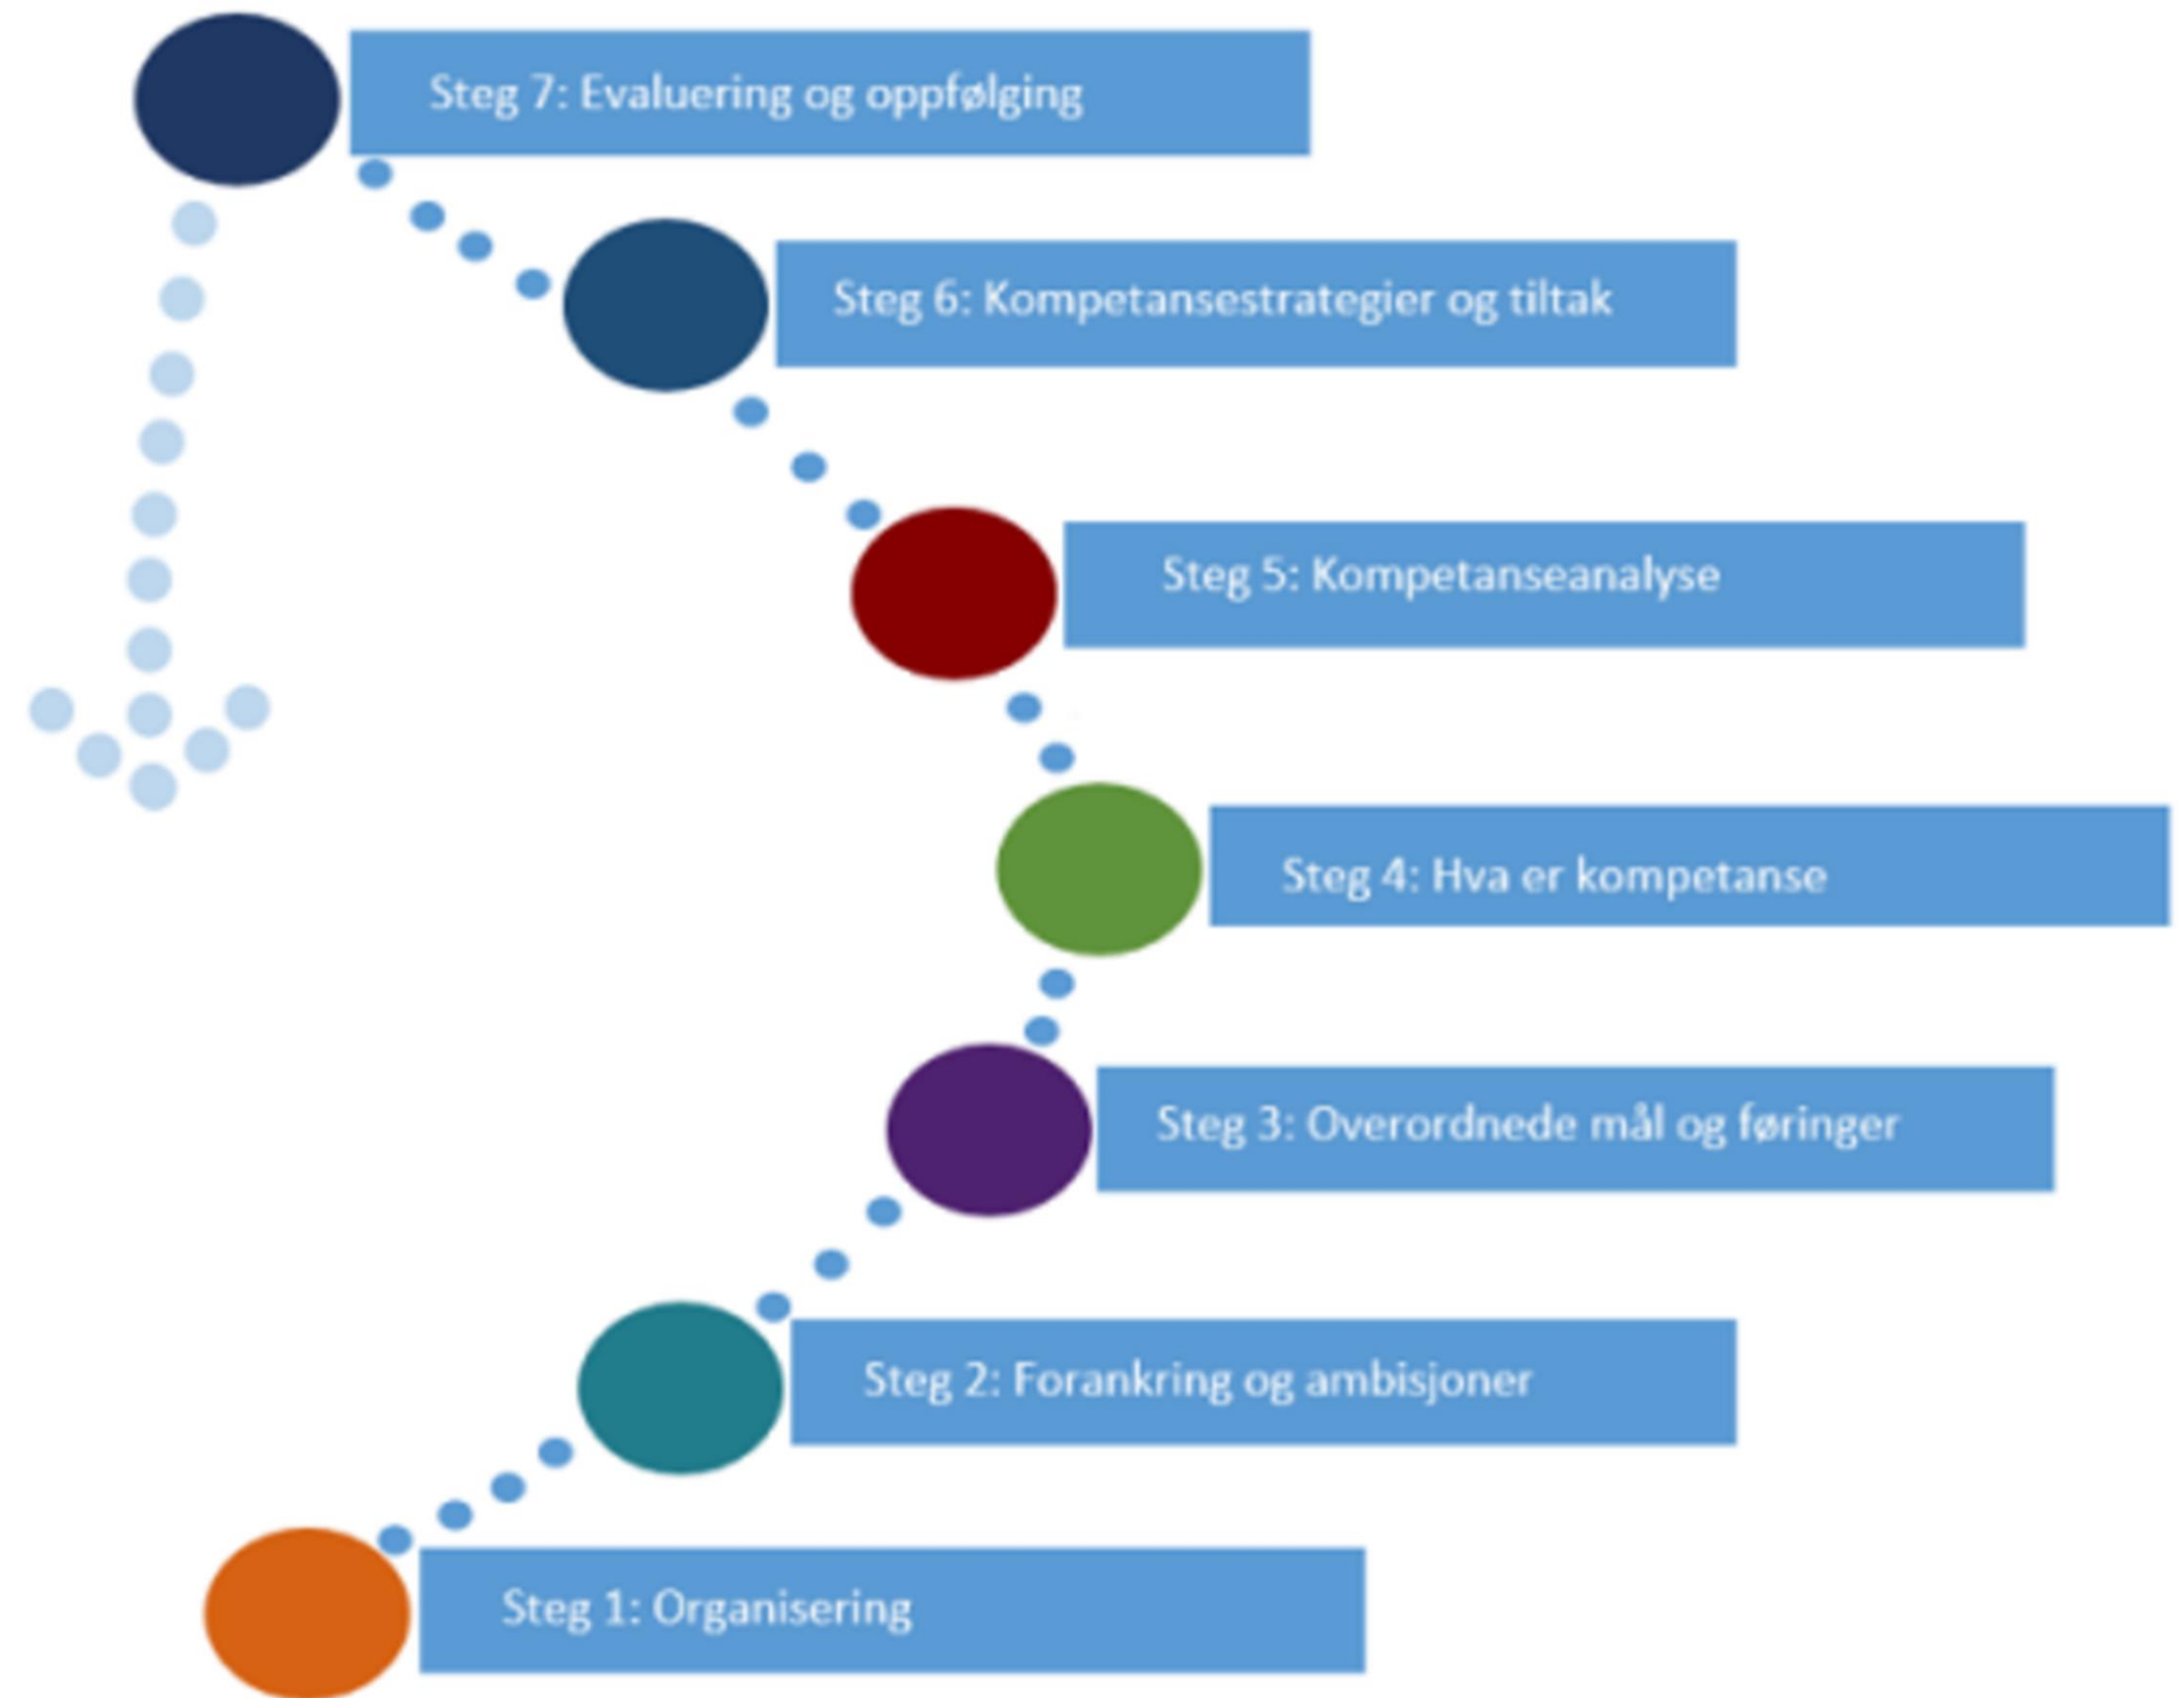 Steg 7: Evaluering og oppfølging
Steg 6: Kompetansestrategier og tiltak
Steg 5: Kompetanseanalyse
Steg 4: Hva er kompetanse
Steg 3: Overordnede mål og føringer
Steg 2: Forankring og ambisjoner
Steg 1: Organisering